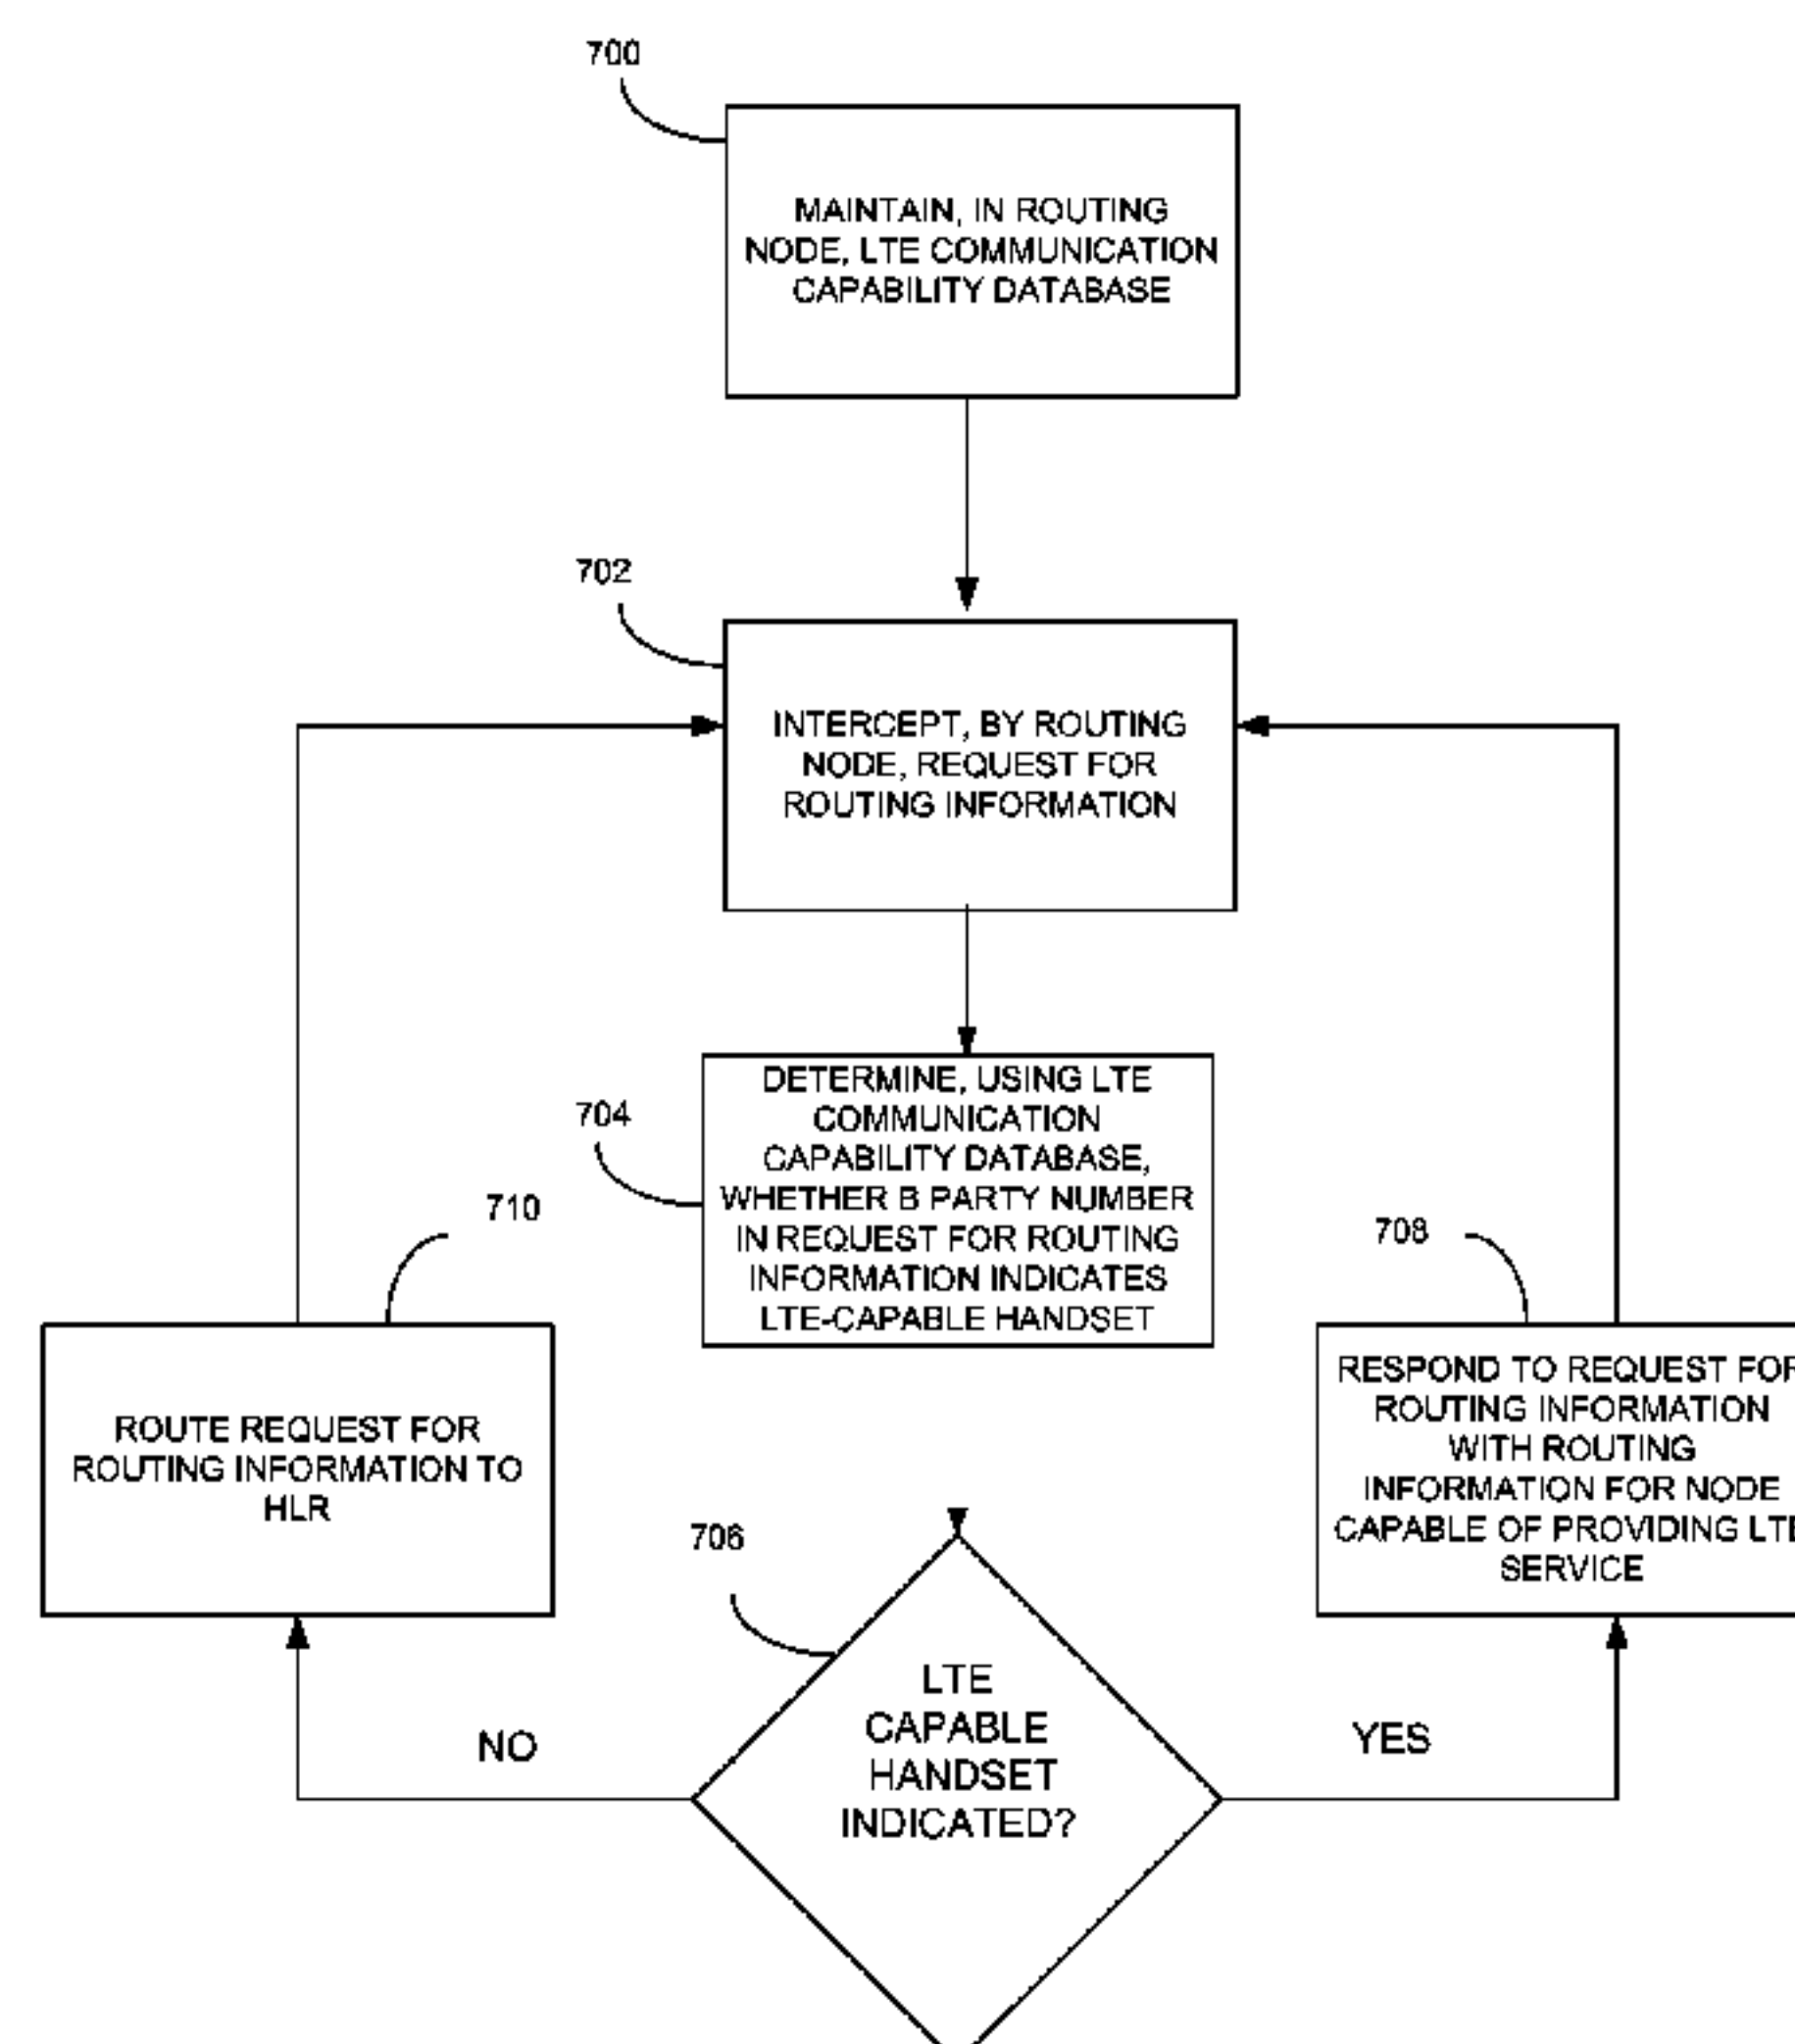 700
MAINTAIN, IN ROUTING
NODE, LTE COMMUNICATION
CAPABILITY DATABASE
702
INTERCEPT, BY ROUTING
NODE, REQUEST FOR
ROUTING INFORMATION
704
DETERMINE, USING LTE
COMMUNICATION
CAPABILITY DATABASE,
WHETHER B PARTY NUMBER
IN REQUEST FOR ROUTING
INFORMATION INDICATES
LTE-CAPABLE HANDSET
710
ROUTE REQUEST FOR
ROUTING INFORMATION TO
HLR
708
RESPOND TO REQUEST FOR
ROUTING INFORMATION
WITH ROUTING
INFORMATION FOR NODE
CAPABLE OF PROVIDING LTE
SERVICE
706
LTE
CAPABLE
HANDSET
INDICATED?
NO
YES